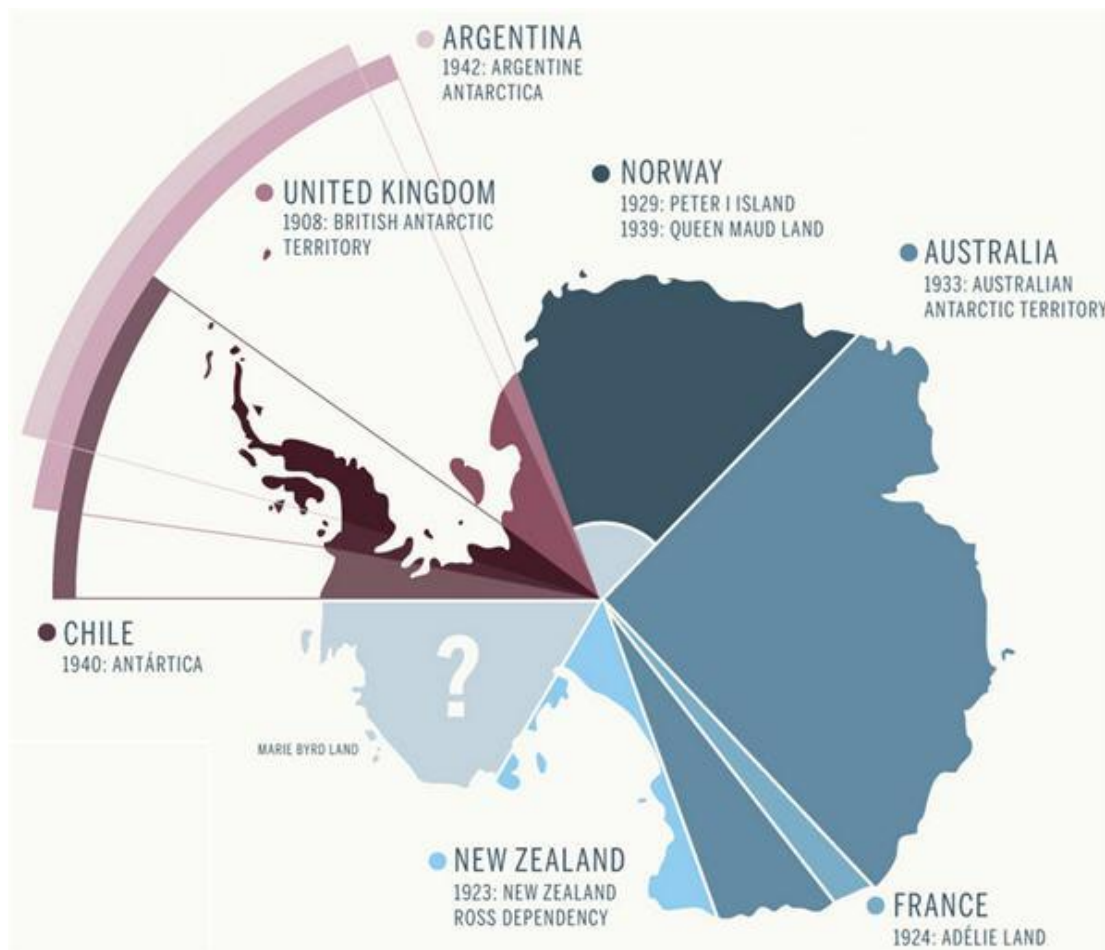 ARGENTINA
1942: ARGENTINE
ANTARCTICA
UNITED KINGDOM
1908: BRITISH ANTARCTIC
TERRITORY
NORWAY
1929: PETER I ISLAND
1939: QUEEN MAUD LAND
AUSTRALIA
1933: AUSTRALIAN
ANTARCTIC TERRITORY
CHILE
1940: ANTÁRTICA
?
MARIE BYRD LAND
NEW ZEALAND
1923: NEW ZEALAND
ROSS DEPENDENCY
FRANCE
1924: ADÉLIE LAND